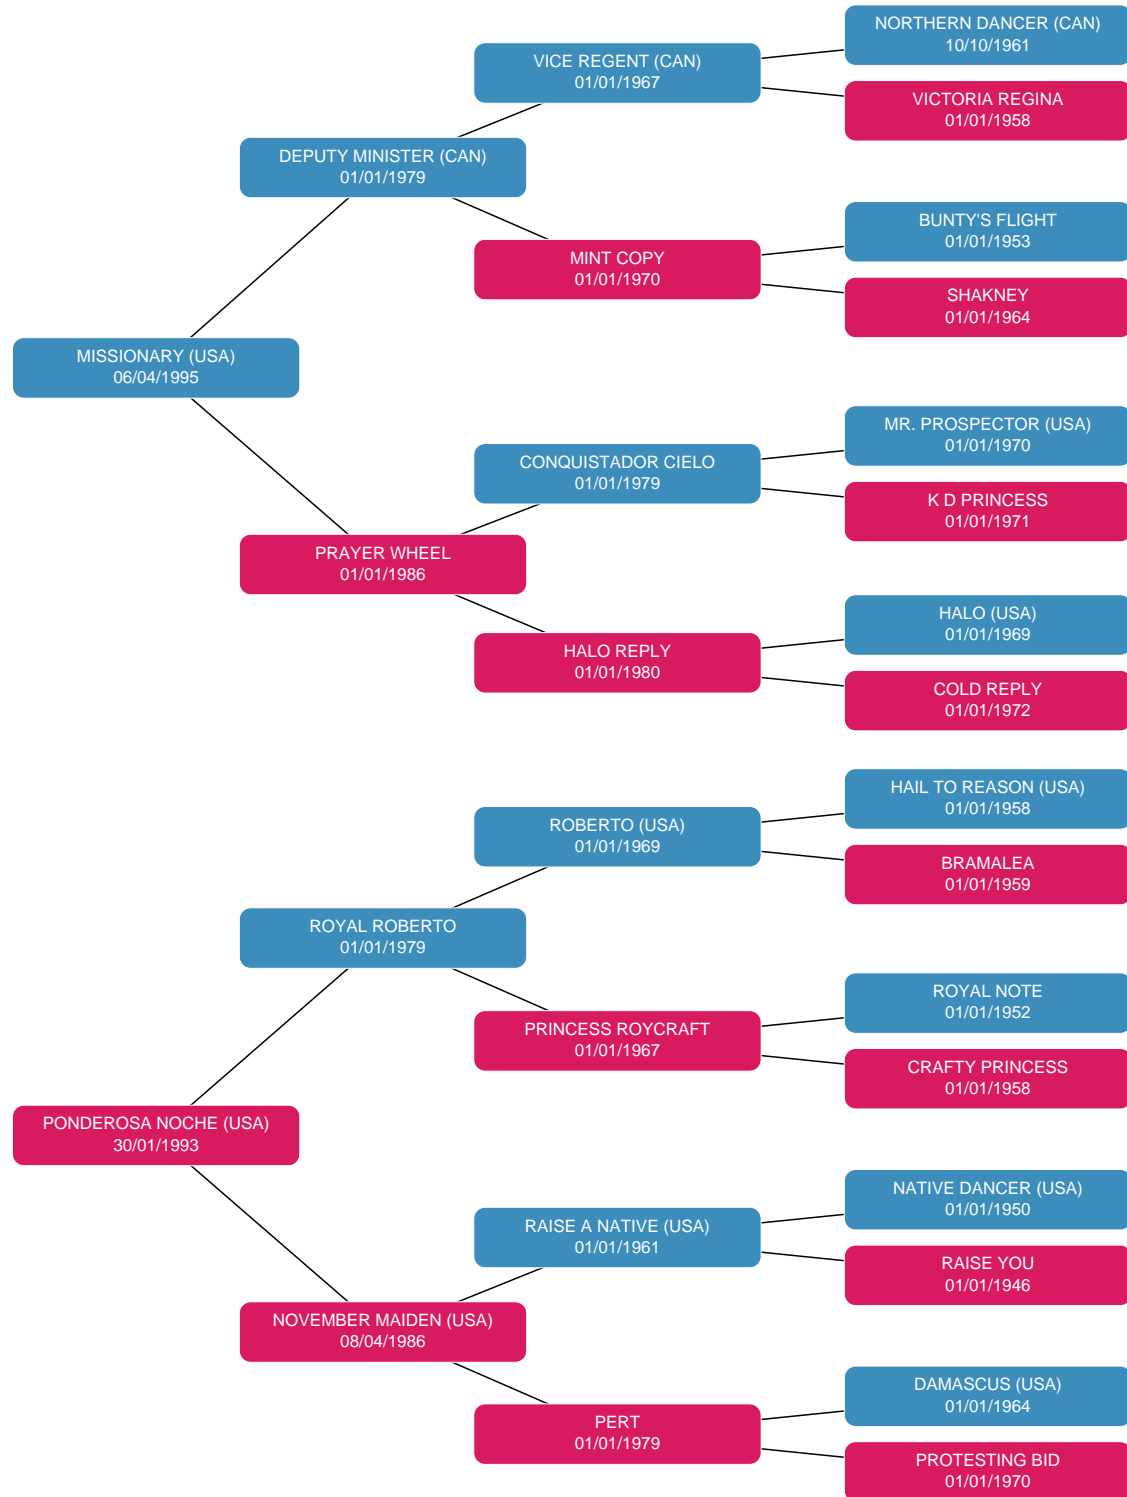 NORTHERN DANCER (CAN)
10/10/1961
VICE REGENT (CAN)
01/01/1967
VICTORIA REGINA
01/01/1958
DEPUTY MINISTER (CAN)
01/01/1979
BUNTY'S FLIGHT
01/01/1953
MINT COPY
01/01/1970
SHAKNEY
01/01/1964
MISSIONARY (USA)
06/04/1995
MR. PROSPECTOR (USA)
01/01/1970
CONQUISTADOR CIELO
01/01/1979
K D PRINCESS
01/01/1971
PRAYER WHEEL
01/01/1986
HALO (USA)
01/01/1969
HALO REPLY
01/01/1980
COLD REPLY
01/01/1972
HAIL TO REASON (USA)
01/01/1958
ROBERTO (USA)
01/01/1969
BRAMALEA
01/01/1959
ROYAL ROBERTO
01/01/1979
ROYAL NOTE
01/01/1952
PRINCESS ROYCRAFT
01/01/1967
CRAFTY PRINCESS
01/01/1958
PONDEROSA NOCHE (USA)
30/01/1993
NATIVE DANCER (USA)
01/01/1950
RAISE A NATIVE (USA)
01/01/1961
RAISE YOU
01/01/1946
NOVEMBER MAIDEN (USA)
08/04/1986
DAMASCUS (USA)
01/01/1964
PERT
01/01/1979
PROTESTING BID
01/01/1970